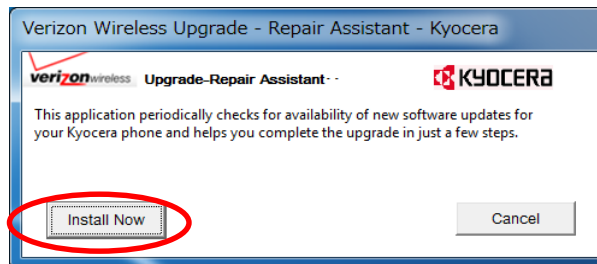 Verizon Wireless Upgrade - Repair Assistant - Kyocera
verizonwireless Upgrade-Repair Assistant· · KYOCERA
This application periodically checks for availability of new software updates for
your Kyocera phone and helps you complete the upgrade in just a few steps.
Install Now Cancel